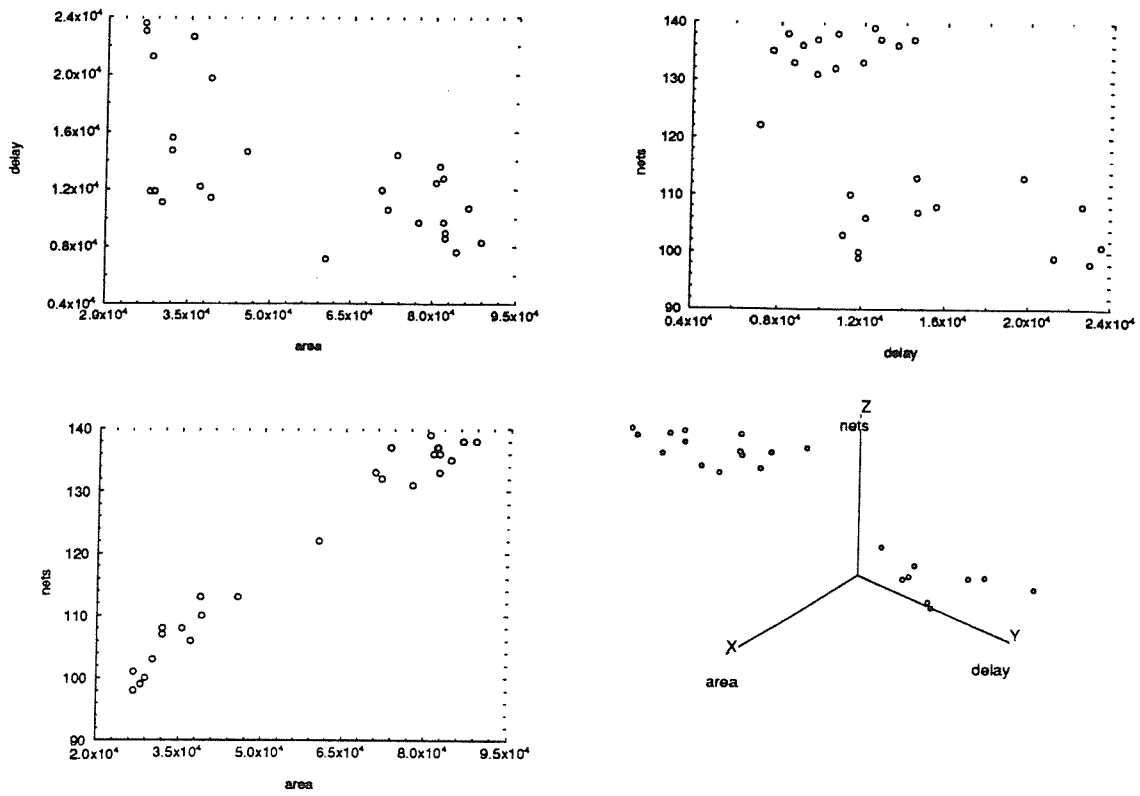 2.4x10⁴
2.0x10⁴
1.6x10⁴
1.2x10⁴
0.8x10⁴
0.4x10⁴
delay
2.0x10⁴ 3.5x10⁴ 5.0x10⁴ 6.5x10⁴ 8.0x10⁴ 9.5x10⁴
area
140
130
120
110
100
90
nets
0.4x10⁴ 0.8x10⁴ 1.2x10⁴ 1.6x10⁴ 2.0x10⁴ 2.4x10⁴
delay
140
130
120
110
100
90
nets
2.0x10⁴ 3.5x10⁴ 5.0x10⁴ 6.5x10⁴ 8.0x10⁴ 9.5x10⁴
area
Z
nets
X
area
Y
delay